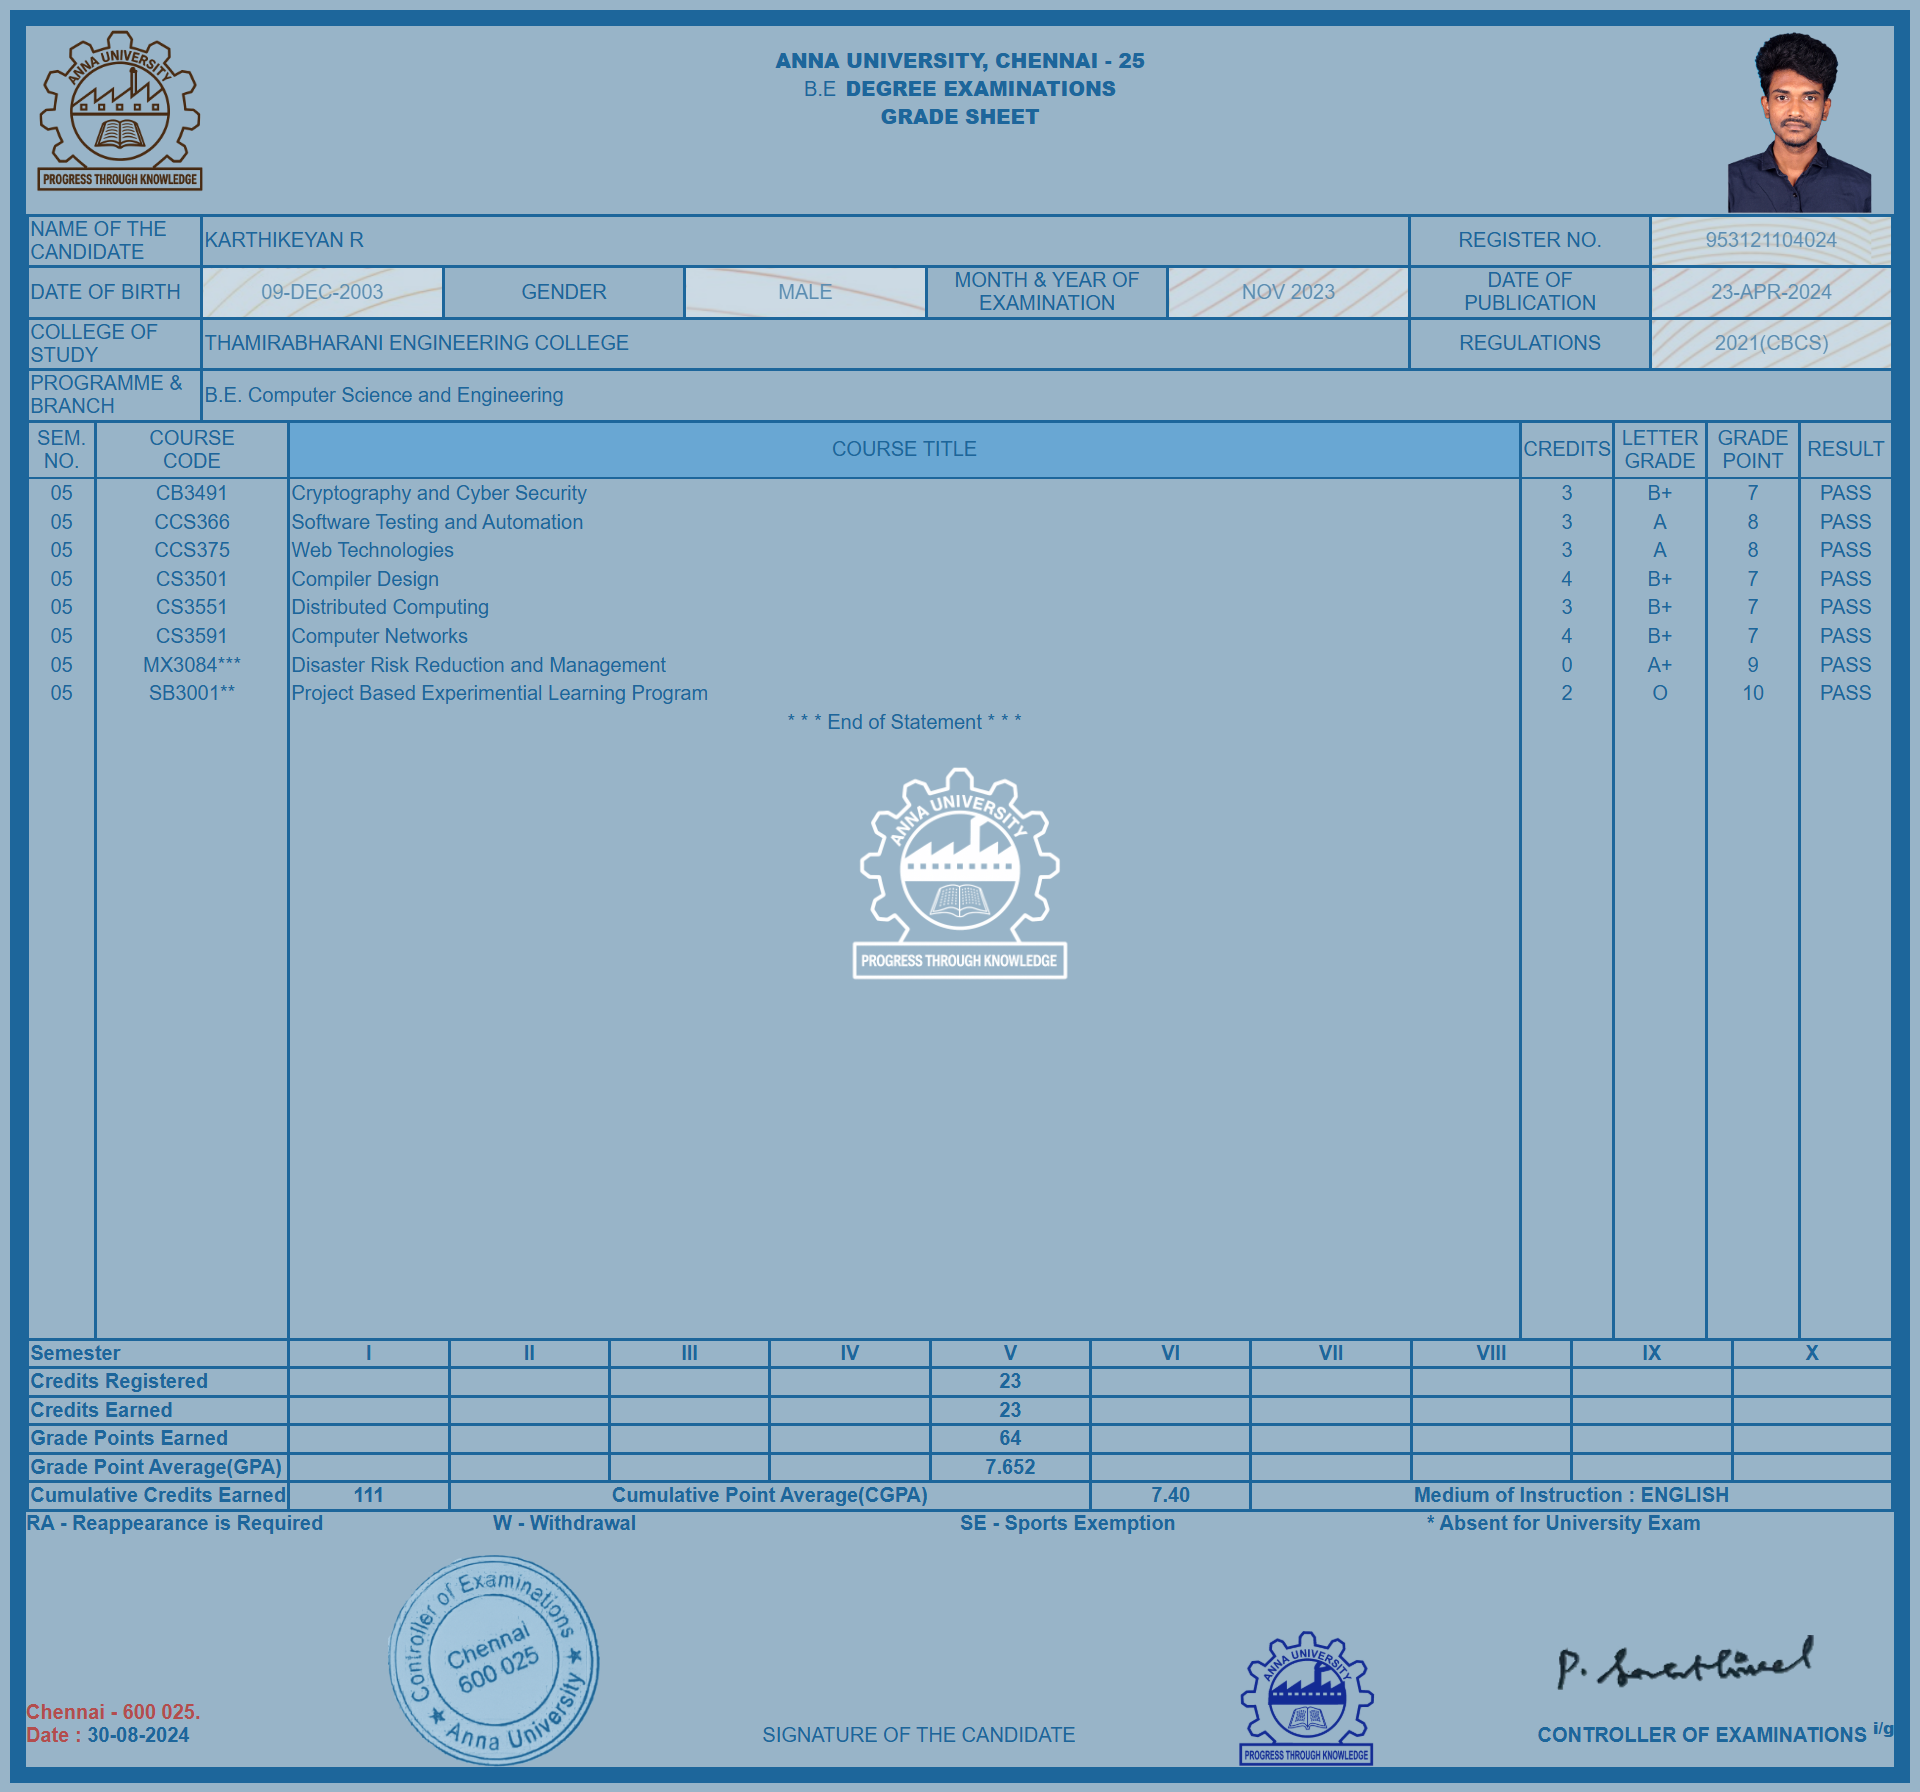 ANNA UNIVERSITY
PROGRESS THROUGH KNOWLEDGE
ANNA UNIVERSITY, CHENNAI - 25
B.E DEGREE EXAMINATIONS
GRADE SHEET
NAME OF THE CANDIDATE KARTHIKEYAN R REGISTER NO. 953121104024
DATE OF BIRTH 09-DEC-2003 GENDER MALE MONTH & YEAR OF EXAMINATION NOV 2023 DATE OF PUBLICATION 23-APR-2024
COLLEGE OF STUDY THAMIRABHARANI ENGINEERING COLLEGE REGULATIONS 2021(CBCS)
PROGRAMME & BRANCH B.E. Computer Science and Engineering
SEM. NO. COURSE CODE COURSE TITLE CREDITS LETTER GRADE GRADE POINT RESULT
05 CB3491 Cryptography and Cyber Security 3 B+ 7 PASS
05 CCS366 Software Testing and Automation 3 A 8 PASS
05 CCS375 Web Technologies 3 A 8 PASS
05 CS3501 Compiler Design 4 B+ 7 PASS
05 CS3551 Distributed Computing 3 B+ 7 PASS
05 CS3591 Computer Networks 4 B+ 7 PASS
05 MX3084*** Disaster Risk Reduction and Management 0 A+ 9 PASS
05 SB3001** Project Based Experimential Learning Program 2 O 10 PASS
* * * End of Statement * * *
ANNA UNIVERSITY
PROGRESS THROUGH KNOWLEDGE
Semester I II III IV V VI VII VIII IX X
Credits Registered 23
Credits Earned 23
Grade Points Earned 64
Grade Point Average(GPA) 7.652
Cumulative Credits Earned 111 Cumulative Point Average(CGPA) 7.40 Medium of Instruction : ENGLISH
RA - Reappearance is Required W - Withdrawal SE - Sports Exemption * Absent for University Exam
Controller of Examinations
Chennai
600 025
★ Anna University ★
ANNA UNIVERSITY
PROGRESS THROUGH KNOWLEDGE
Chennai - 600 025.
Date : 30-08-2024 SIGNATURE OF THE CANDIDATE CONTROLLER OF EXAMINATIONS i/g